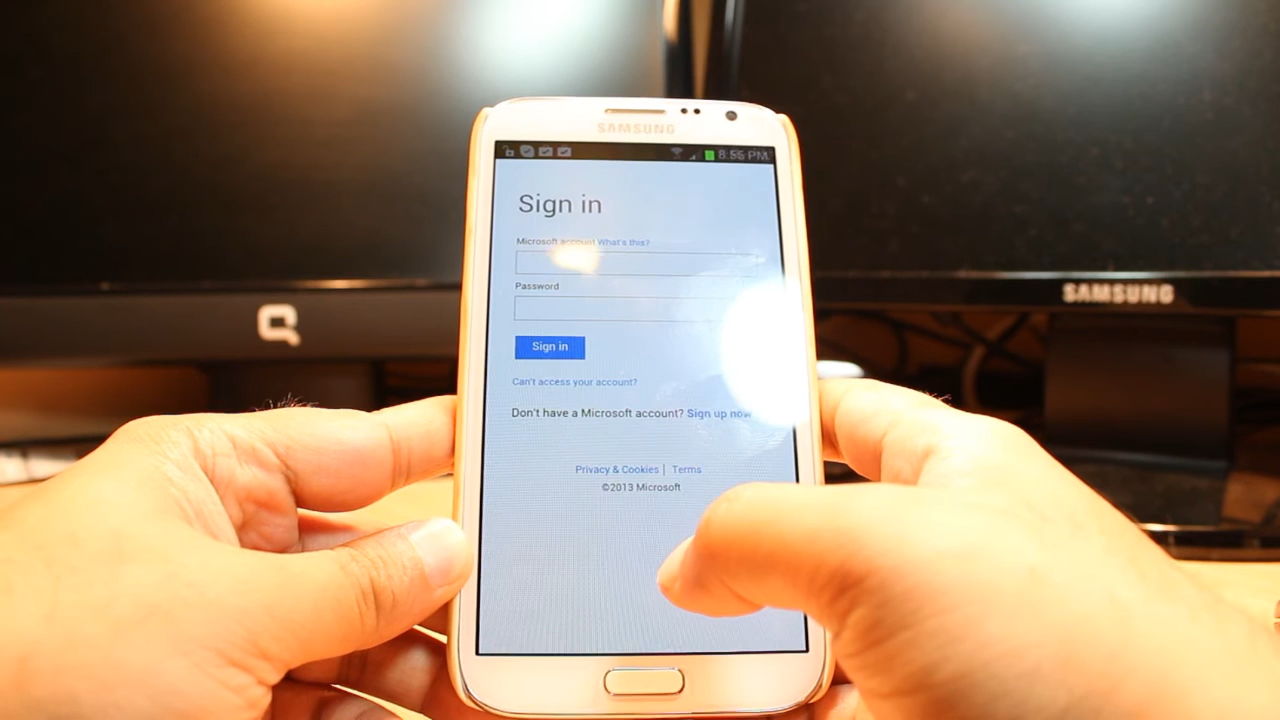 SAMSUNG
8:55 PM
Sign in
Microsoft account What's this?
Password
Sign in
Can't access your account?
Don't have a Microsoft account? Sign up now
Privacy & Cookies | Terms
©2013 Microsoft
SAMSUNG